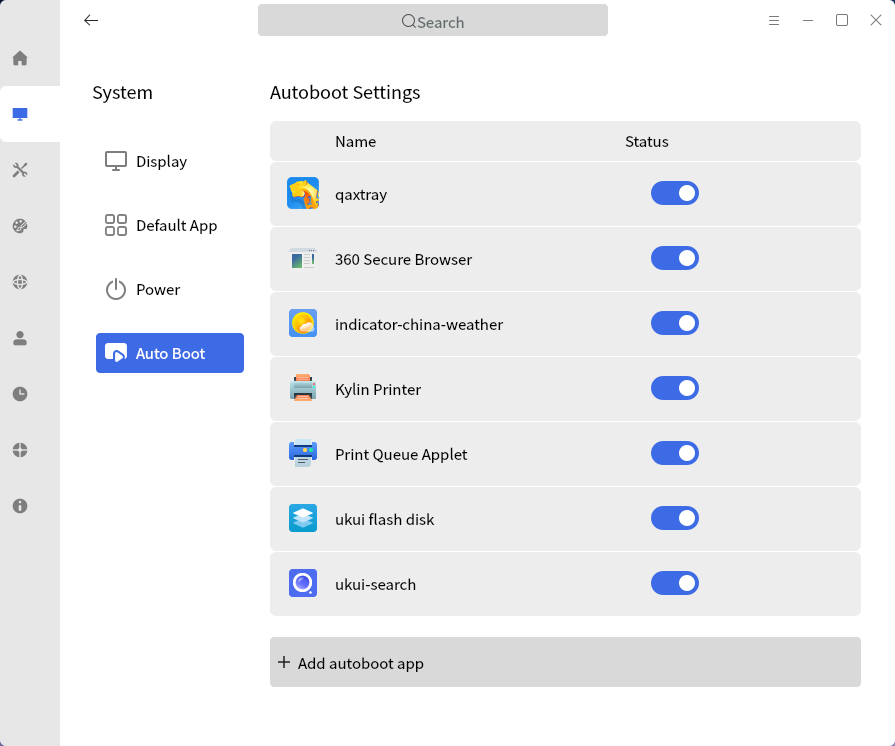 Search
System
Display
Default App
Power
Auto Boot
Autoboot Settings
Name Status
qaxtray
360 Secure Browser
indicator-china-weather
Kylin Printer
Print Queue Applet
ukui flash disk
ukui-search
Add autoboot app